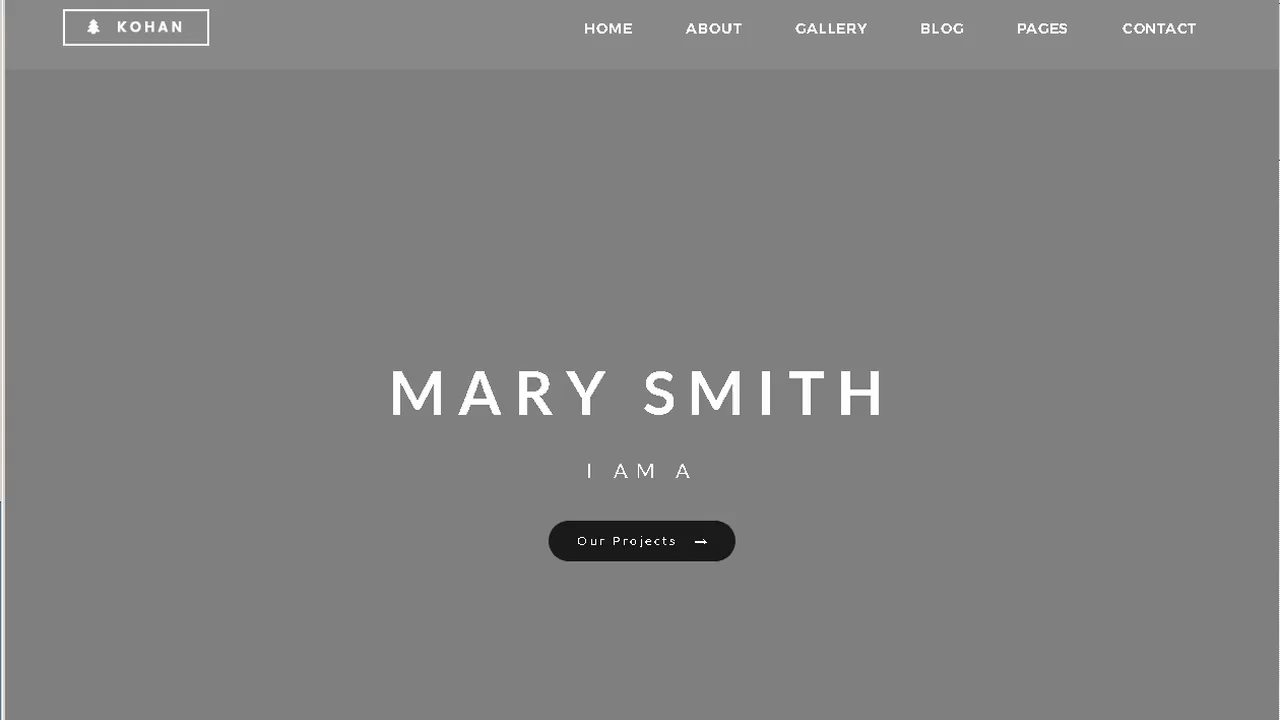 KOHAN
HOME ABOUT GALLERY BLOG PAGES CONTACT
MARY SMITH
I AM A
Our Projects →